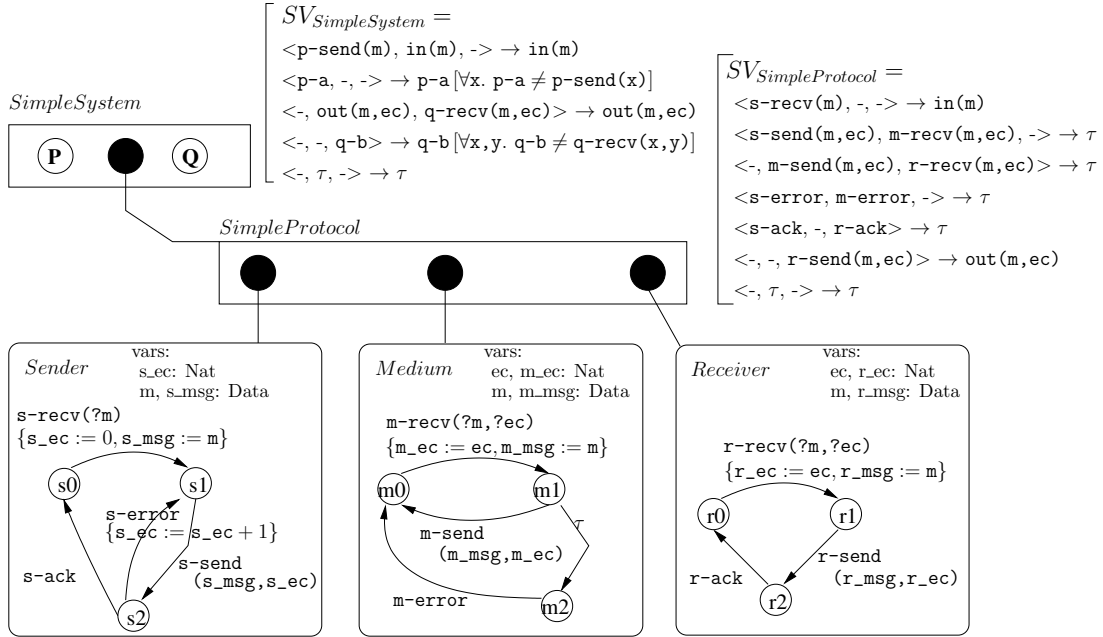 SV_SimpleSystem =
<p-send(m), in(m), -> → in(m)
<p-a, -, -> → p-a [∀x. p-a ≠ p-send(x)]
<-, out(m,ec), q-recv(m,ec)> → out(m,ec)
<-, -, q-b> → q-b [∀x,y. q-b ≠ q-recv(x,y)]
<-, τ, -> → τ
SV_SimpleProtocol =
<s-recv(m), -, -> → in(m)
<s-send(m,ec), m-recv(m,ec), -> → τ
<-, m-send(m,ec), r-recv(m,ec)> → τ
<s-error, m-error, -> → τ
<s-ack, -, r-ack> → τ
<-, -, r-send(m,ec)> → out(m,ec)
<-, τ, -> → τ
SimpleSystem
P
Q
SimpleProtocol
Sender
vars:
s_ec: Nat
m, s_msg: Data
s-recv(?m)
{s_ec := 0, s_msg := m}
s0
s1
s-error
{s_ec := s_ec + 1}
s-send
(s_msg,s_ec)
s-ack
s2
Medium
vars:
ec, m_ec: Nat
m, m_msg: Data
m-recv(?m,?ec)
{m_ec := ec, m_msg := m}
m0
m1
τ
m-send
(m_msg,m_ec)
m-error
m2
Receiver
vars:
ec, r_ec: Nat
m, r_msg: Data
r-recv(?m,?ec)
{r_ec := ec, r_msg := m}
r0
r1
r-send
(r_msg,r_ec)
r-ack
r2